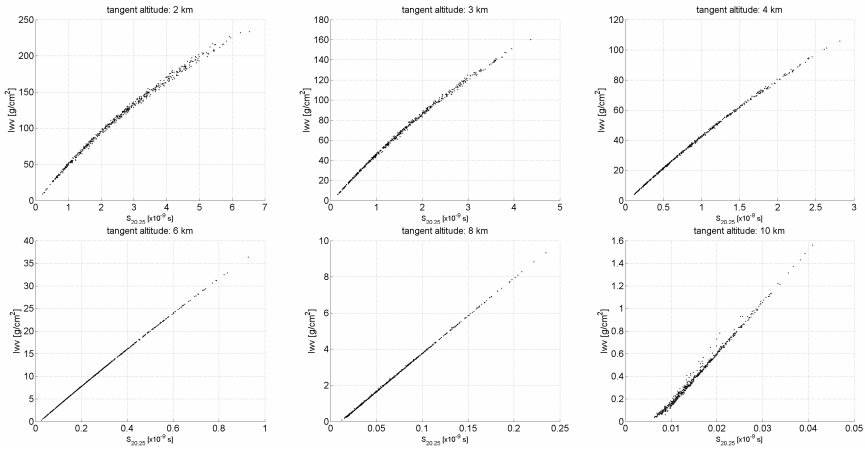 tangent altitude: 2 km
250
200
150
100
50
0
Iwv [g/cm²]
0 1 2 3 4 5 6 7
S20.25 [x10⁻⁹ s]
tangent altitude: 3 km
180
160
140
120
100
80
60
40
20
0
Iwv [g/cm²]
0 1 2 3 4 5
S20.25 [x10⁻⁹ s]
tangent altitude: 4 km
120
100
80
60
40
20
0
Iwv [g/cm²]
0 0.5 1 1.5 2 2.5 3
S20.25 [x10⁻⁹ s]
tangent altitude: 6 km
40
35
30
25
20
15
10
5
0
Iwv [g/cm²]
0 0.2 0.4 0.6 0.8 1
S20.25 [x10⁻⁹ s]
tangent altitude: 8 km
10
8
6
4
2
0
Iwv [g/cm²]
0 0.05 0.1 0.15 0.2 0.25
S20.25 [x10⁻⁹ s]
tangent altitude: 10 km
1.6
1.4
1.2
1
0.8
0.6
0.4
0.2
0
Iwv [g/cm²]
0 0.01 0.02 0.03 0.04 0.05
S20.25 [x10⁻⁹ s]